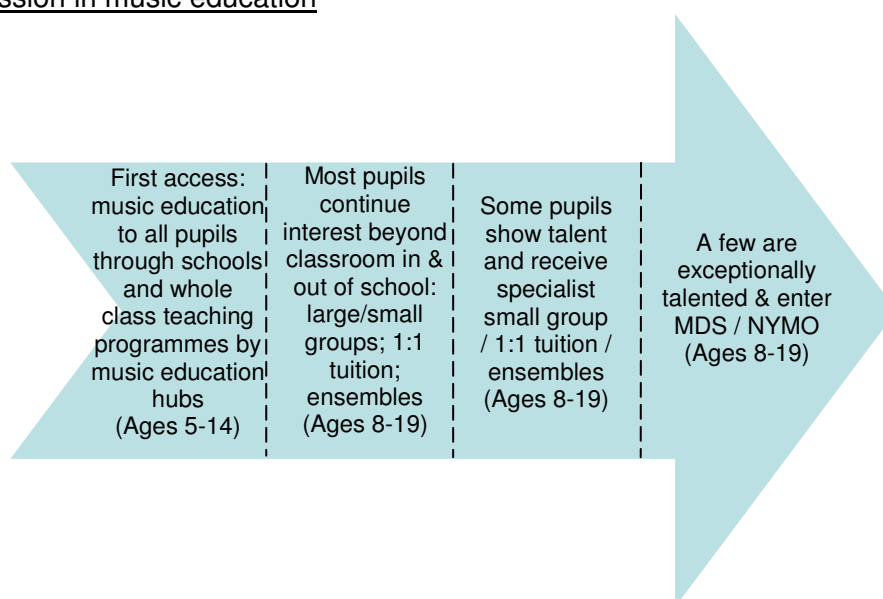 ssion in music education
First access:
music education
to all pupils
through schools
and whole
class teaching
programmes by
music education
hubs
(Ages 5-14)
Most pupils
continue
interest beyond
classroom in &
out of school:
large/small
groups; 1:1
tuition;
ensembles
(Ages 8-19)
Some pupils
show talent
and receive
specialist
small group
/ 1:1 tuition /
ensembles
(Ages 8-19)
A few are
exceptionally
talented & enter
MDS / NYMO
(Ages 8-19)